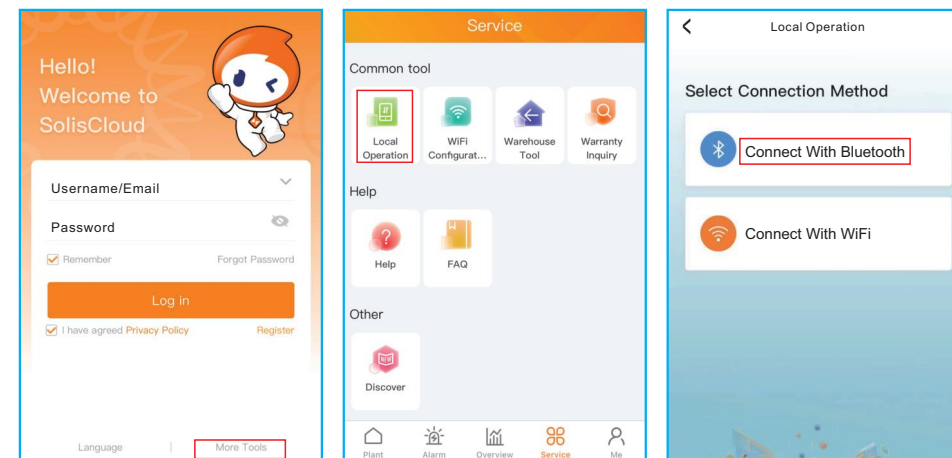 Hello!
Welcome to
SolisCloud
Username/Email
Password
Remember
Forgot Password
Log in
I have agreed Privacy Policy
Register
Language
More Tools
Service
Common tool
Local
Operation
WiFi
Configurat...
Warehouse
Tool
Warranty
Inquiry
Help
Help
FAQ
Other
NEW
Discover
Plant
Alarm
Overview
Service
Me
Local Operation
Select Connection Method
Connect With Bluetooth
Connect With WiFi